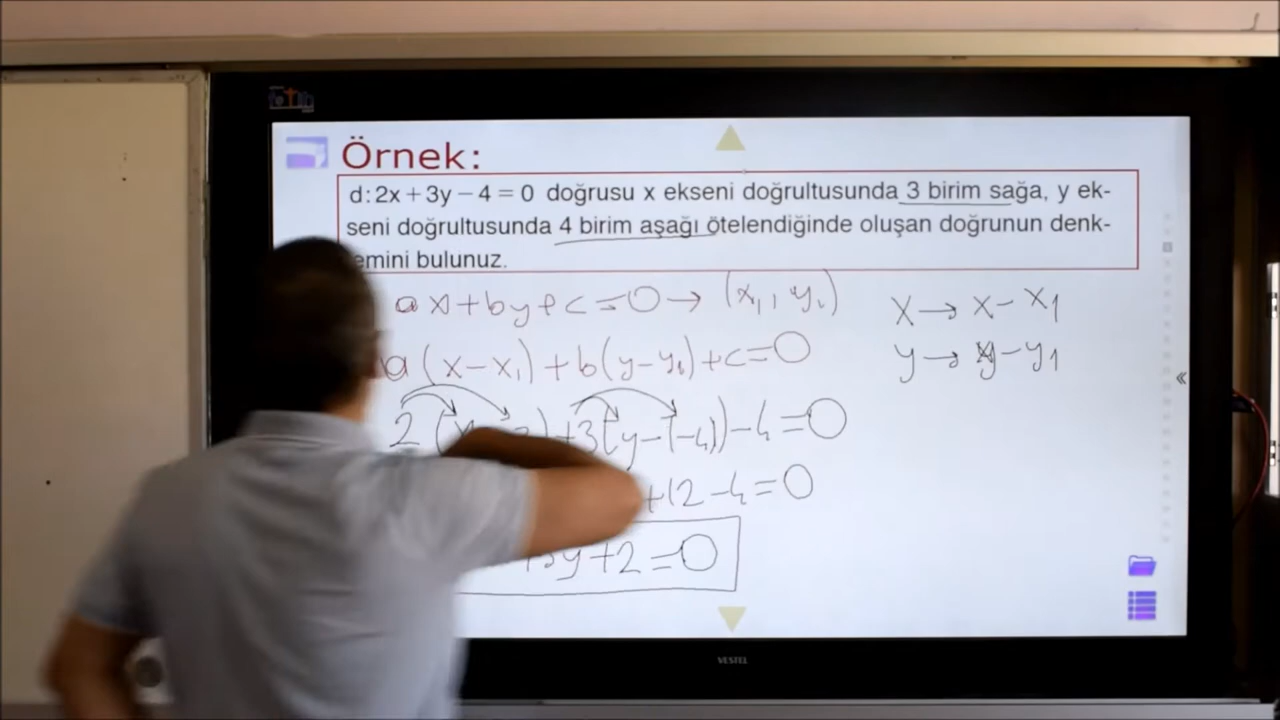 Örnek:
d: 2x + 3y − 4 = 0 doğrusu x ekseni doğrultusunda 3 birim sağa, y ek-
seni doğrultusunda 4 birim aşağı ötelendiğinde oluşan doğrunun denk-
emini bulunuz.
ax+by+c=0 → (x₁, y₁)
x → x-x₁
a(x-x₁)+b(y-y₁)+c=0
y → y-y₁
2(x +3(y-(-4))-4=0
+12-4=0
+3y+2=0
«
VESTEL